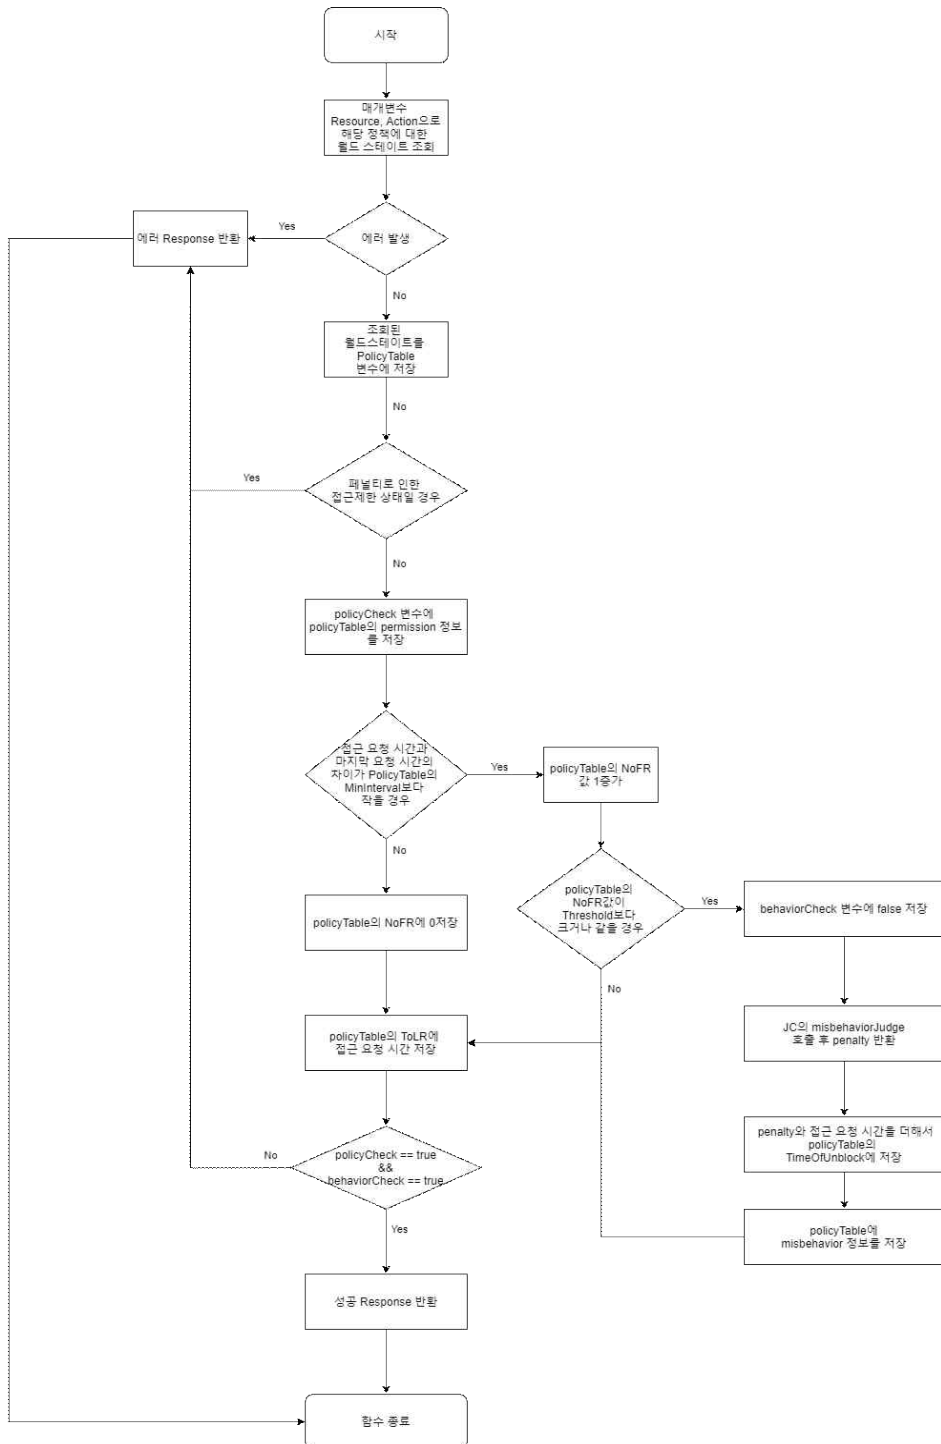 시작
매개변수
Resource, Action으로
해당 정책에 대한
월드 스테이트 조회
Yes
에러 Response 반환
에러 발생
No
조회된
월드스테이트를
PolicyTable
변수에 저장
No
Yes
페널티로 인한
접근제한 상태일 경우
No
policyCheck 변수에
policyTable의 permission 정보
를 저장
접근 요청 시간과
마지막 요청 시간의
차이가 PolicyTable의
MinInterval보다
작을 경우
Yes
policyTable의 NoFR
값 1증가
No
policyTable의
NoFR값이
Threshold보다
크거나 같을 경우
Yes
behaviorCheck 변수에 false 저장
policyTable의 NoFR에 0저장
No
JC의 misbehaviorJudge
호출 후 penalty 반환
policyTable의 ToLR에
접근 요청 시간 저장
penalty와 접근 요청 시간을 더해서
policyTable의
TimeOfUnblock에 저장
No
policyCheck == true
&&
behaviorCheck == true
Yes
policyTable에
misbehavior 정보를 저장
성공 Response 반환
함수 종료